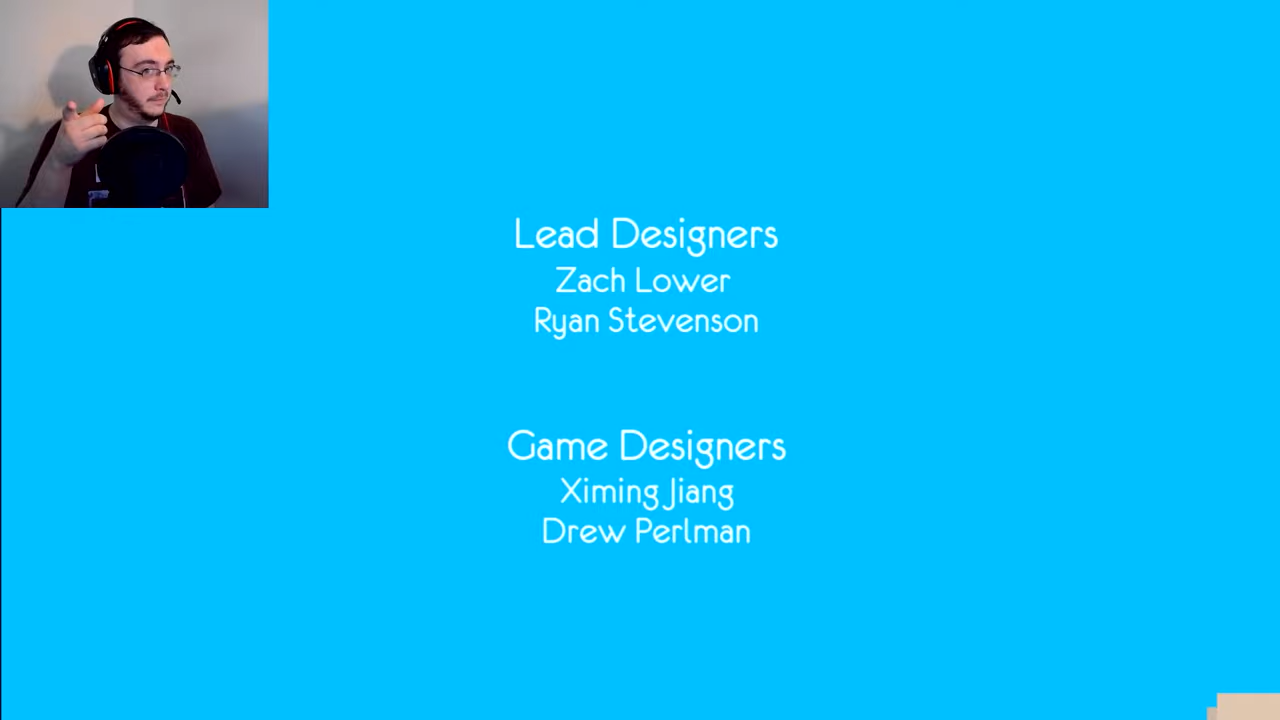 Lead Designers
Zach Lower
Ryan Stevenson
Game Designers
Ximing Jiang
Drew Perlman